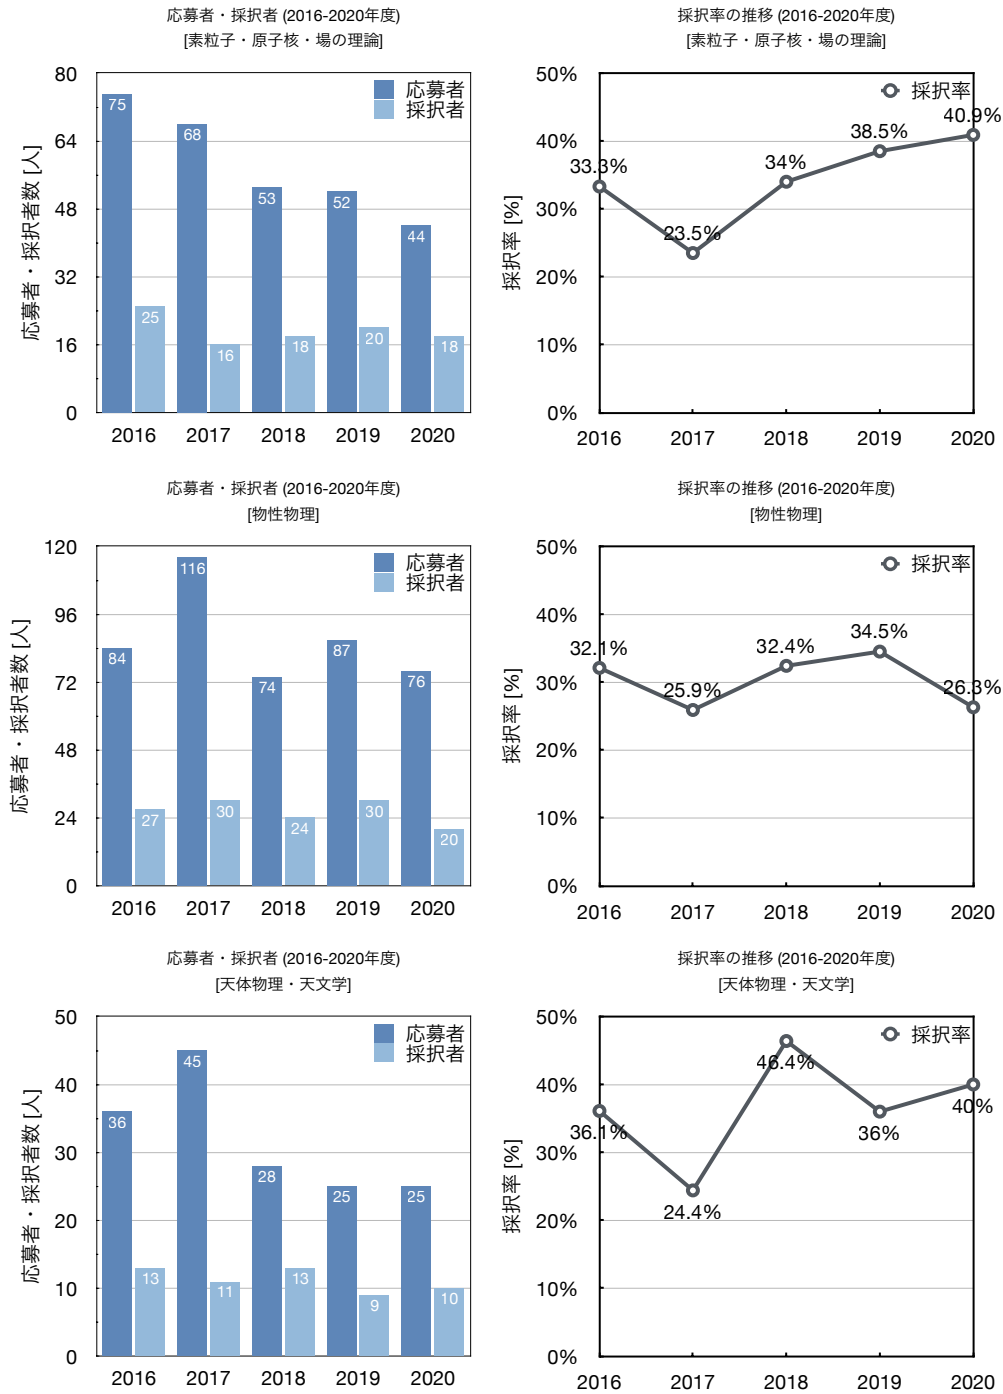 応募者・採択者 (2016-2020年度)
[素粒子・原子核・場の理論]
応募者・採択者数 [人]
80
64
48
32
16
0
応募者
採択者
75
68
53
52
44
25
16
18
20
18
2016 2017 2018 2019 2020
採択率の推移 (2016-2020年度)
[素粒子・原子核・場の理論]
採択率 [%]
50%
40%
30%
20%
10%
0%
採択率
33.3%
23.5%
34%
38.5%
40.9%
2016 2017 2018 2019 2020
応募者・採択者 (2016-2020年度)
[物性物理]
応募者・採択者数 [人]
120
96
72
48
24
0
応募者
採択者
84
116
74
87
76
27
30
24
30
20
2016 2017 2018 2019 2020
採択率の推移 (2016-2020年度)
[物性物理]
採択率 [%]
50%
40%
30%
20%
10%
0%
採択率
32.1%
25.9%
32.4%
34.5%
26.3%
2016 2017 2018 2019 2020
応募者・採択者 (2016-2020年度)
[天体物理・天文学]
応募者・採択者数 [人]
50
40
30
20
10
0
応募者
採択者
36
45
28
25
25
13
11
13
9
10
2016 2017 2018 2019 2020
採択率の推移 (2016-2020年度)
[天体物理・天文学]
採択率 [%]
50%
40%
30%
20%
10%
0%
採択率
36.1%
24.4%
46.4%
36%
40%
2016 2017 2018 2019 2020